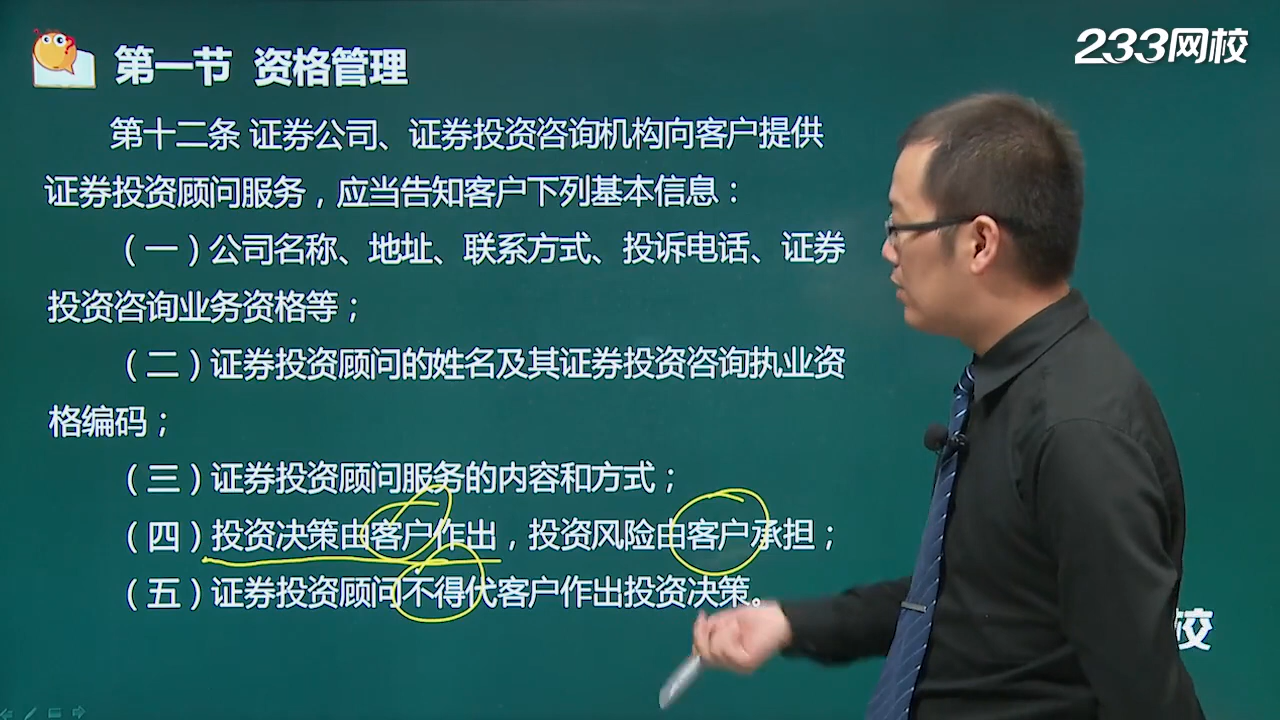 233网校
第一节 资格管理
第十二条 证券公司、证券投资咨询机构向客户提供
证券投资顾问服务，应当告知客户下列基本信息：
（一）公司名称、地址、联系方式、投诉电话、证券
投资咨询业务资格等；
（二）证券投资顾问的姓名及其证券投资咨询执业资
格编码；
（三）证券投资顾问服务的内容和方式；
（四）投资决策由客户作出，投资风险由客户承担；
（五）证券投资顾问不得代客户作出投资决策。
校